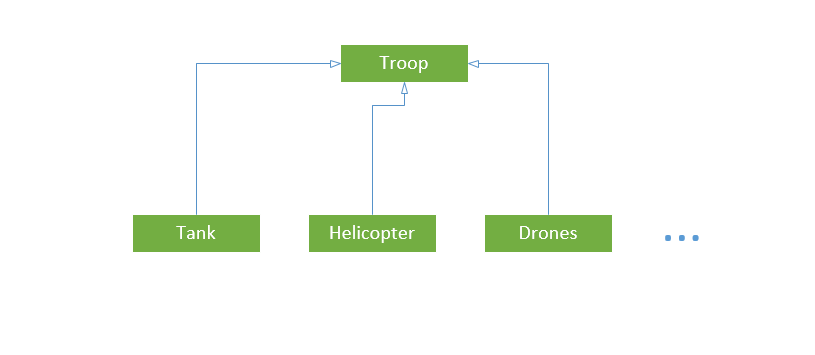 Troop
Tank
Helicopter
Drones
...